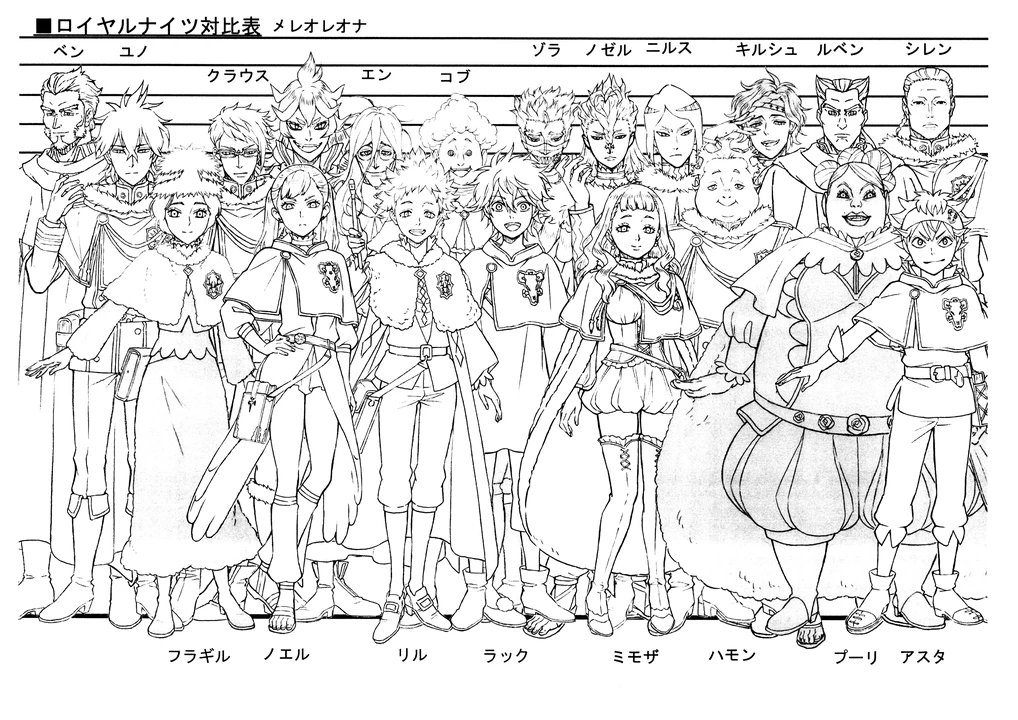 ■ロイヤルナイツ対比表 メレオレオナ
ベン ユノ ゾラ ノゼル ニルス キルシュ ルベン シレン
クラウス エン コブ
フラギル ノエル リル ラック ミモザ ハモン プーリ アスタ